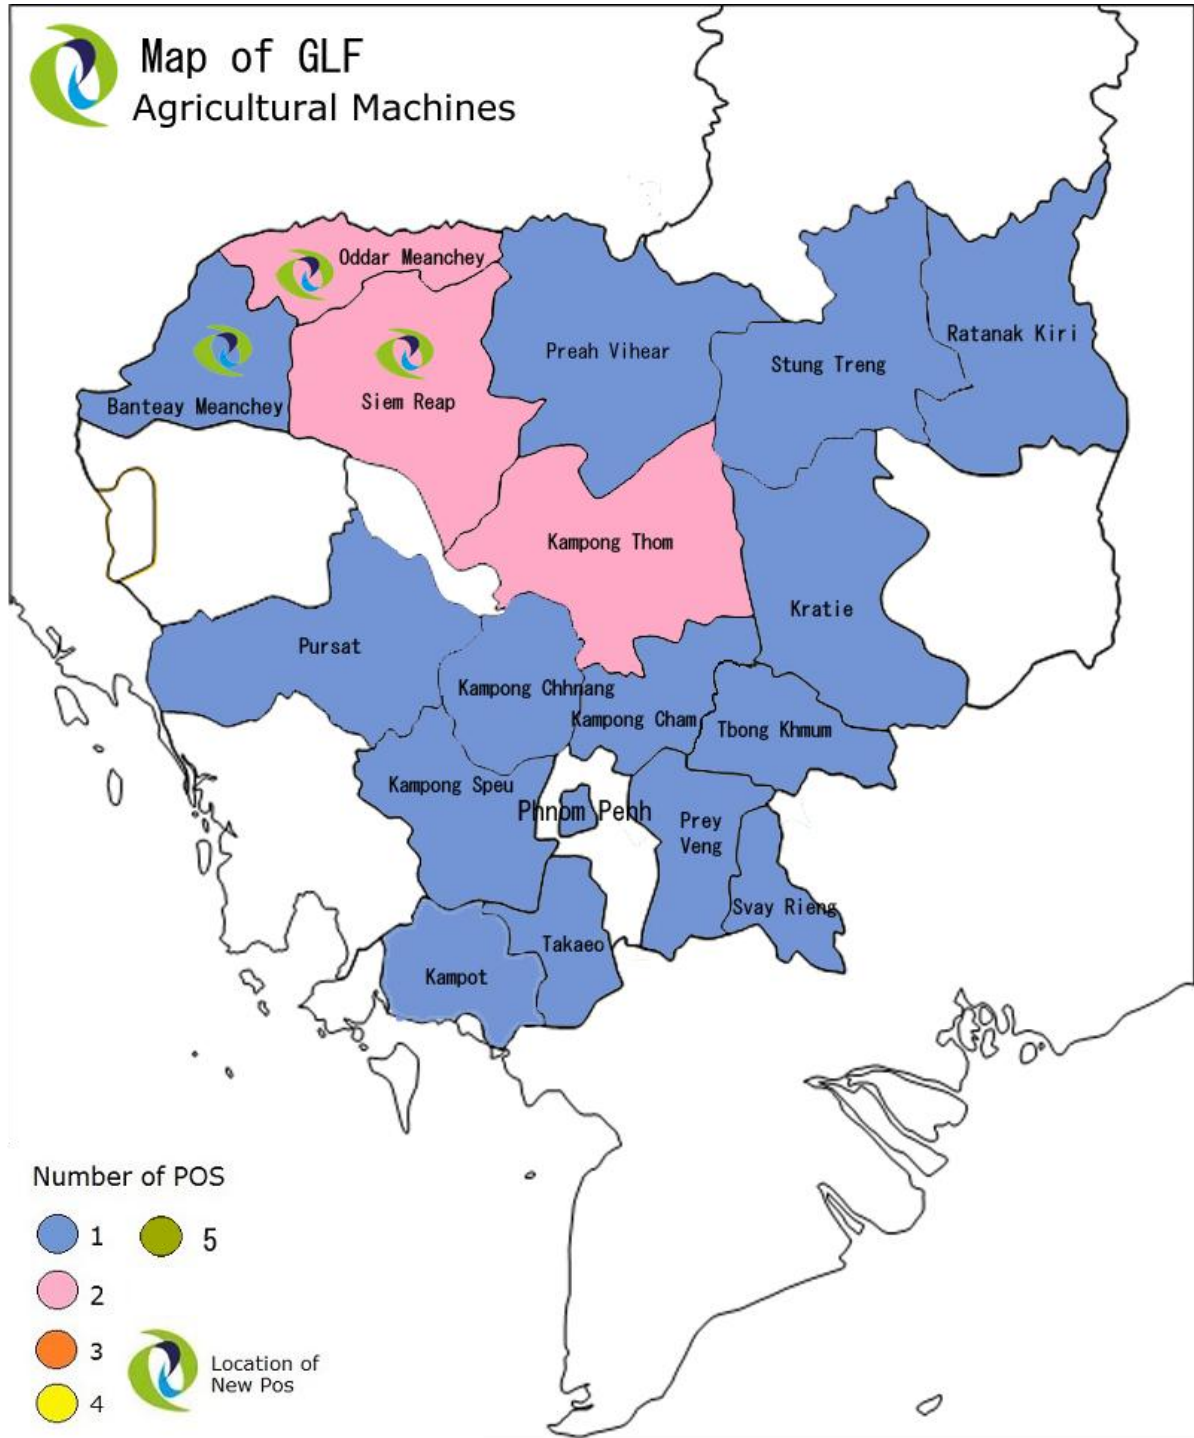 Map of GLF
Agricultural Machines
Oddar Meanchey
Ratanak Kiri
Preah Vihear
Stung Treng
Banteay Meanchey
Siem Reap
Kampong Thom
Kratie
Pursat
Kampong Chhnang
Kampong Cham
Tbong Khmum
Kampong Speu
Phnom Penh
Prey
Veng
Svay Rieng
Takaeo
Kampot
Number of POS
1
5
2
3
4
Location of
New Pos